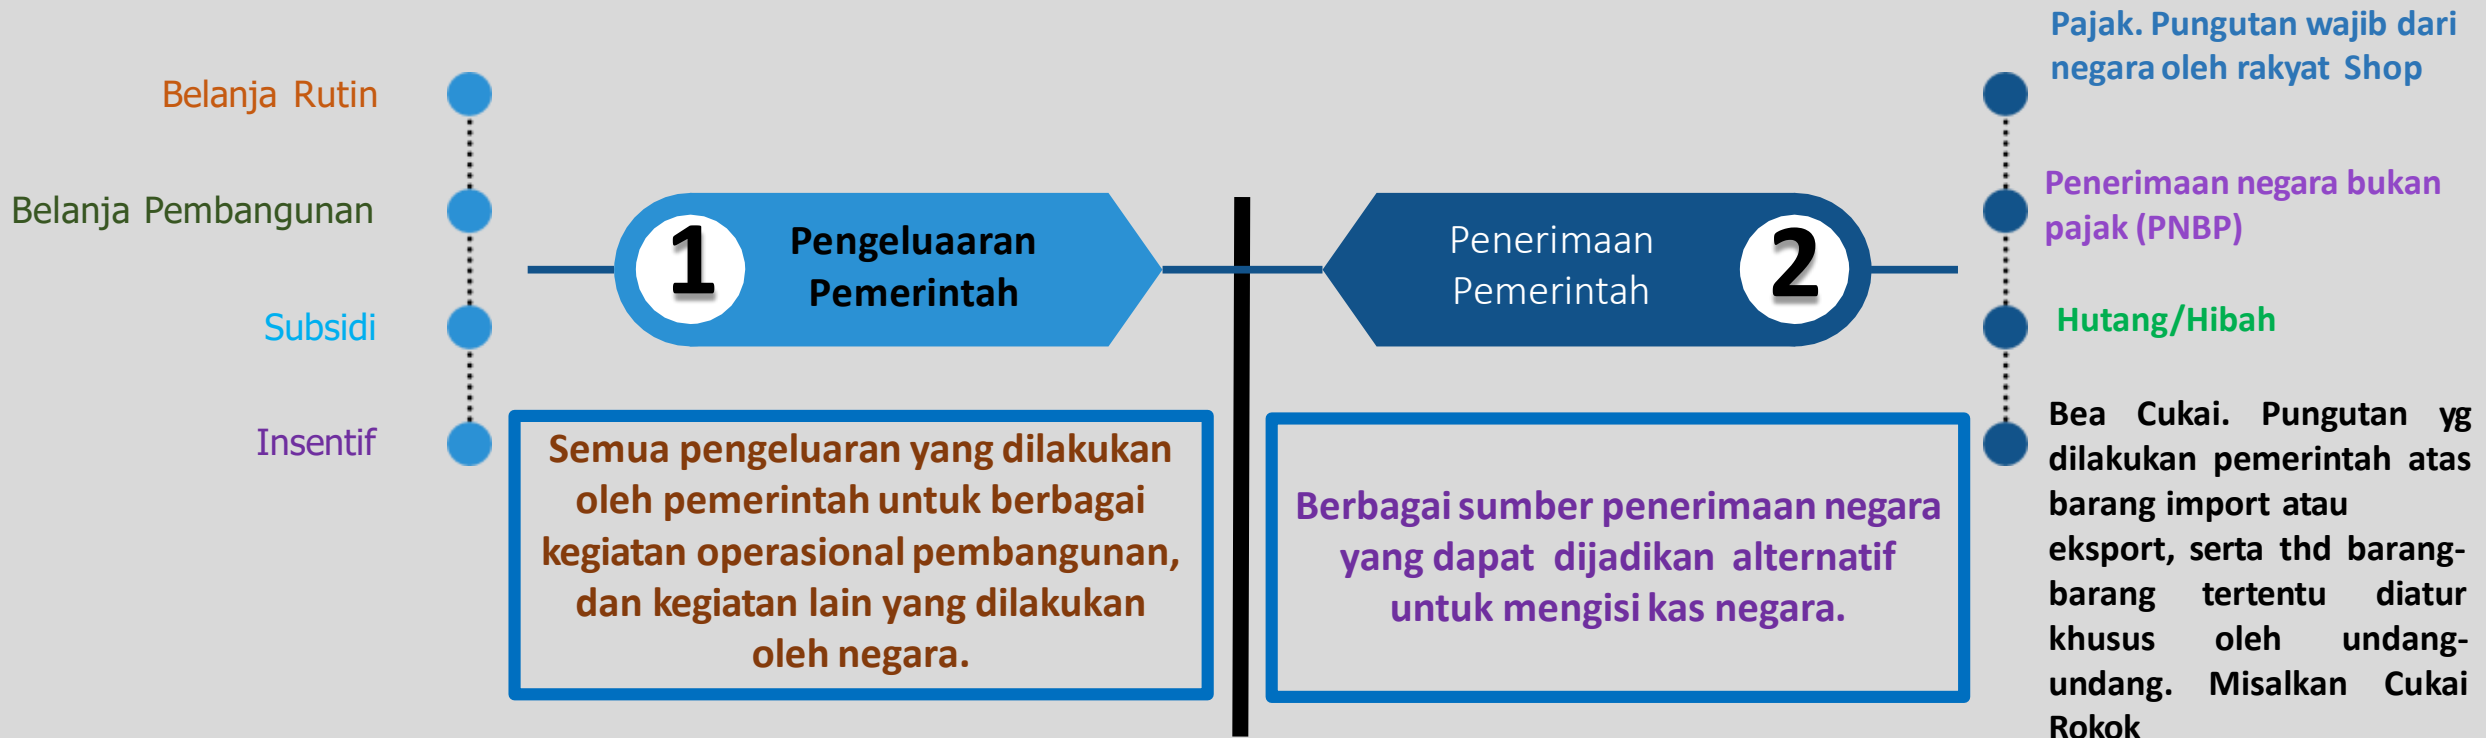 Belanja Rutin
Belanja Pembangunan
Subsidi
Insentif
1
Pengeluaaran
Pemerintah
Semua pengeluaran yang dilakukan
oleh pemerintah untuk berbagai
kegiatan operasional pembangunan,
dan kegiatan lain yang dilakukan
oleh negara.
Penerimaan
Pemerintah
2
Berbagai sumber penerimaan negara
yang dapat dijadikan alternatif
untuk mengisi kas negara.
Pajak. Pungutan wajib dari
negara oleh rakyat Shop
Penerimaan negara bukan
pajak (PNBP)
Hutang/Hibah
Bea Cukai. Pungutan yg
dilakukan pemerintah atas
barang import atau
eksport, serta thd barang-
barang tertentu diatur
khusus oleh undang-
undang. Misalkan Cukai
Rokok